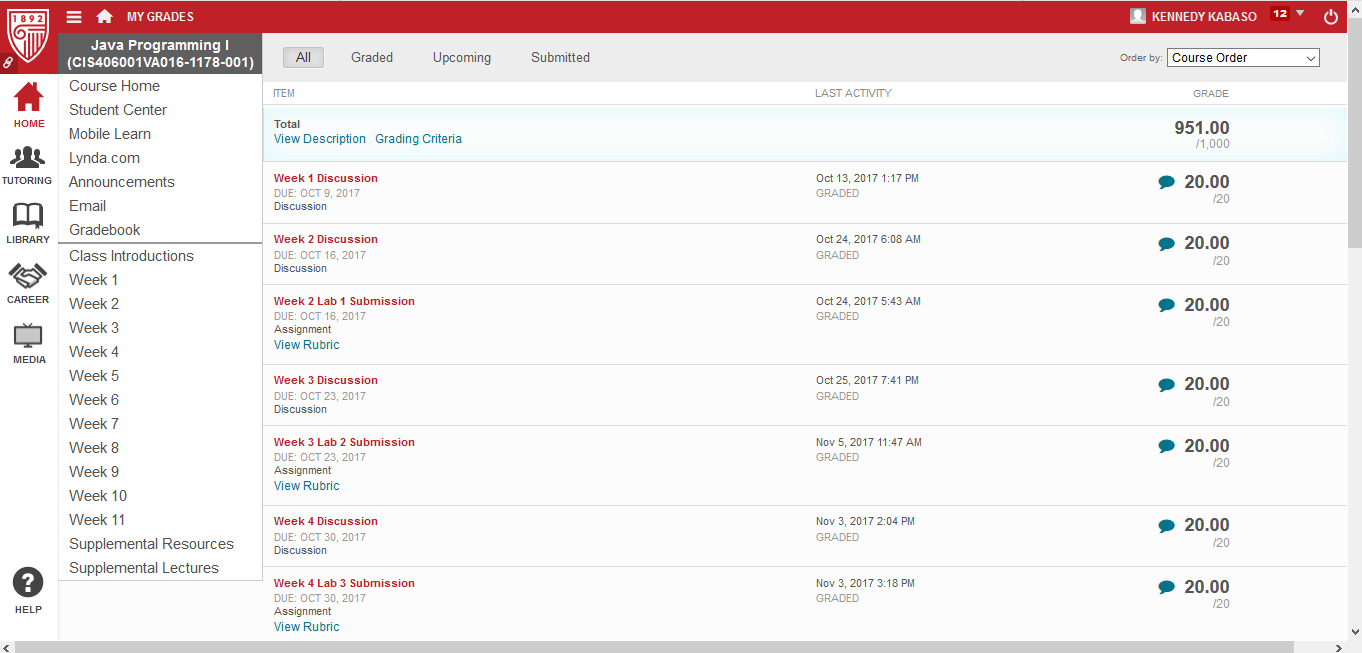 1892
MY GRADES
KENNEDY KABASO
12
HOME
TUTORING
LIBRARY
CAREER
MEDIA
HELP
Java Programming I
(CIS406001VA016-1178-001)
Course Home
Student Center
Mobile Learn
Lynda.com
Announcements
Email
Gradebook
Class Introductions
Week 1
Week 2
Week 3
Week 4
Week 5
Week 6
Week 7
Week 8
Week 9
Week 10
Week 11
Supplemental Resources
Supplemental Lectures
All Graded Upcoming Submitted
Order by: Course Order
ITEM LAST ACTIVITY GRADE
Total
View Description Grading Criteria
951.00
/1,000
Week 1 Discussion
DUE: OCT 9, 2017
Discussion
Oct 13, 2017 1:17 PM
GRADED
20.00
/20
Week 2 Discussion
DUE: OCT 16, 2017
Discussion
Oct 24, 2017 6:08 AM
GRADED
20.00
/20
Week 2 Lab 1 Submission
DUE: OCT 16, 2017
Assignment
View Rubric
Oct 24, 2017 5:43 AM
GRADED
20.00
/20
Week 3 Discussion
DUE: OCT 23, 2017
Discussion
Oct 25, 2017 7:41 PM
GRADED
20.00
/20
Week 3 Lab 2 Submission
DUE: OCT 23, 2017
Assignment
View Rubric
Nov 5, 2017 11:47 AM
GRADED
20.00
/20
Week 4 Discussion
DUE: OCT 30, 2017
Discussion
Nov 3, 2017 2:04 PM
GRADED
20.00
/20
Week 4 Lab 3 Submission
DUE: OCT 30, 2017
Assignment
View Rubric
Nov 3, 2017 3:18 PM
GRADED
20.00
/20